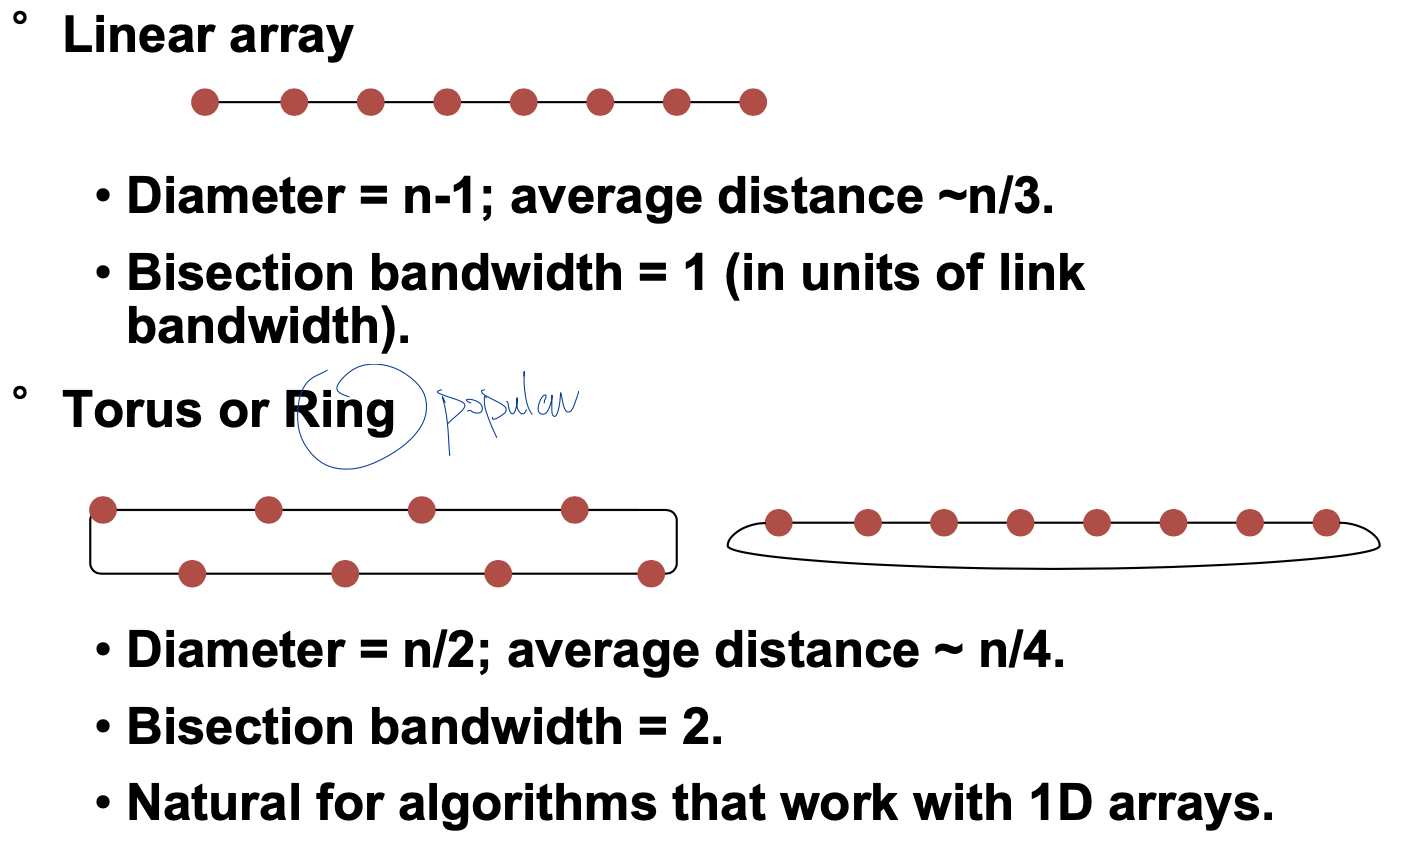 ° Linear array
• Diameter = n-1; average distance ~n/3.
• Bisection bandwidth = 1 (in units of link
bandwidth).
° Torus or Ring popular
• Diameter = n/2; average distance ~ n/4.
• Bisection bandwidth = 2.
• Natural for algorithms that work with 1D arrays.